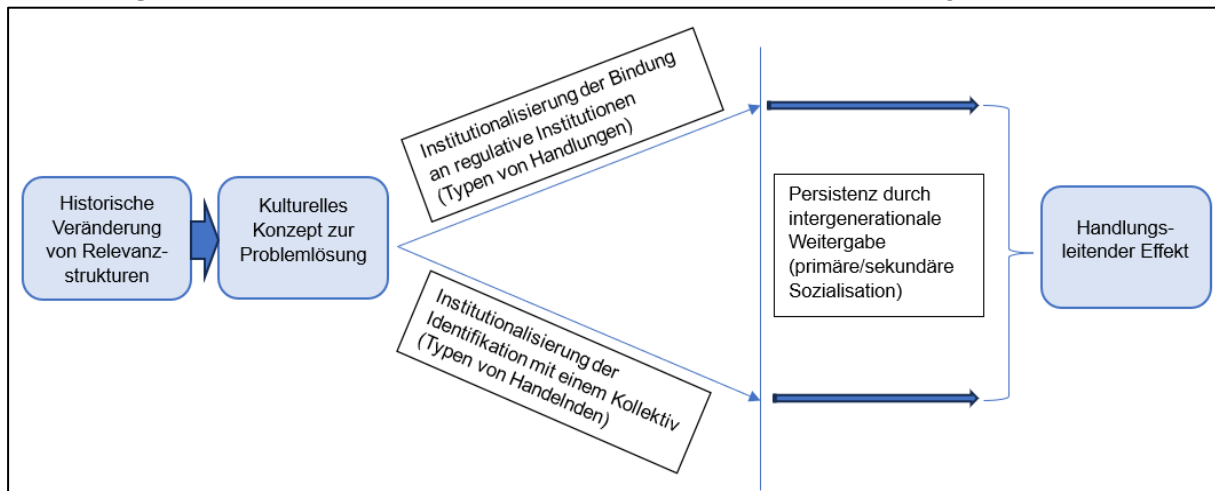 Historische
Veränderung
von Relevanz-
strukturen
Kulturelles
Konzept zur
Problemlösung
Institutionalisierung der Bindung
an regulative Institutionen
(Typen von Handlungen)
Institutionalisierung der
Identifikation mit einem Kollektiv
(Typen von Handelnden)
Persistenz durch
intergenerationale
Weitergabe
(primäre/sekundäre
Sozialisation)
Handlungs-
leitender Effekt